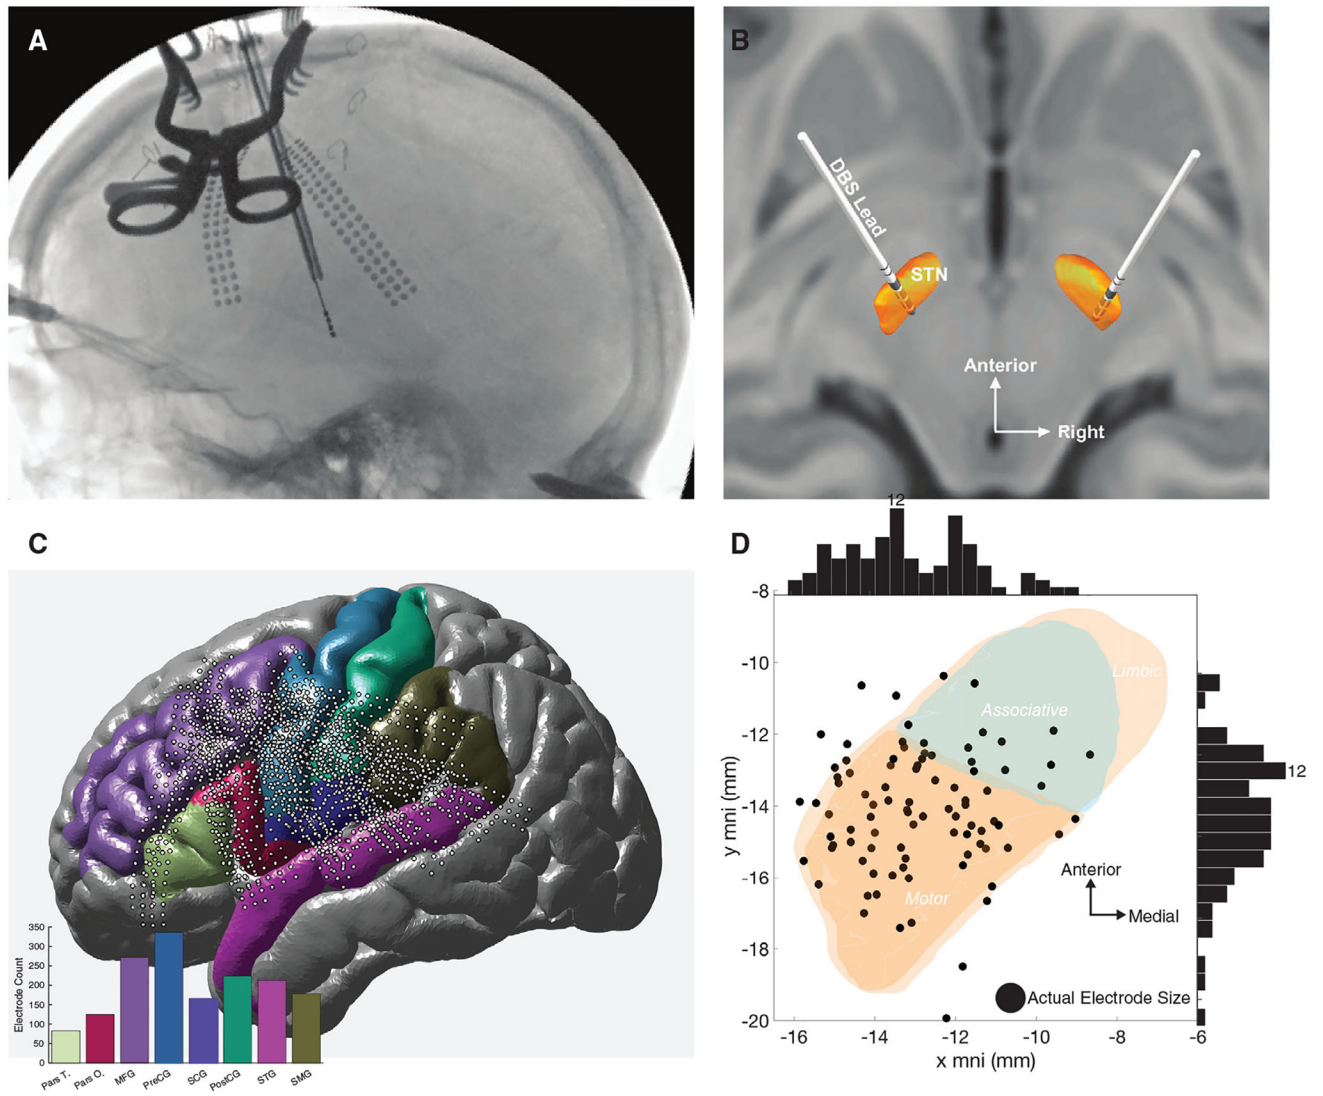 A
B
DBS Lead
STN
Anterior
Right
C
Electrode Count
350
300
250
200
150
100
50
0
Pars T.
Pars O.
MFG
PreCG
SCG
PostCG
STG
SMG
D
12
-8
-10
-12
-14
-16
-18
-20
y mni (mm)
Limbic
Associative
Motor
12
Anterior
Medial
Actual Electrode Size
-16
-14
-12
-10
-8
-6
x mni (mm)